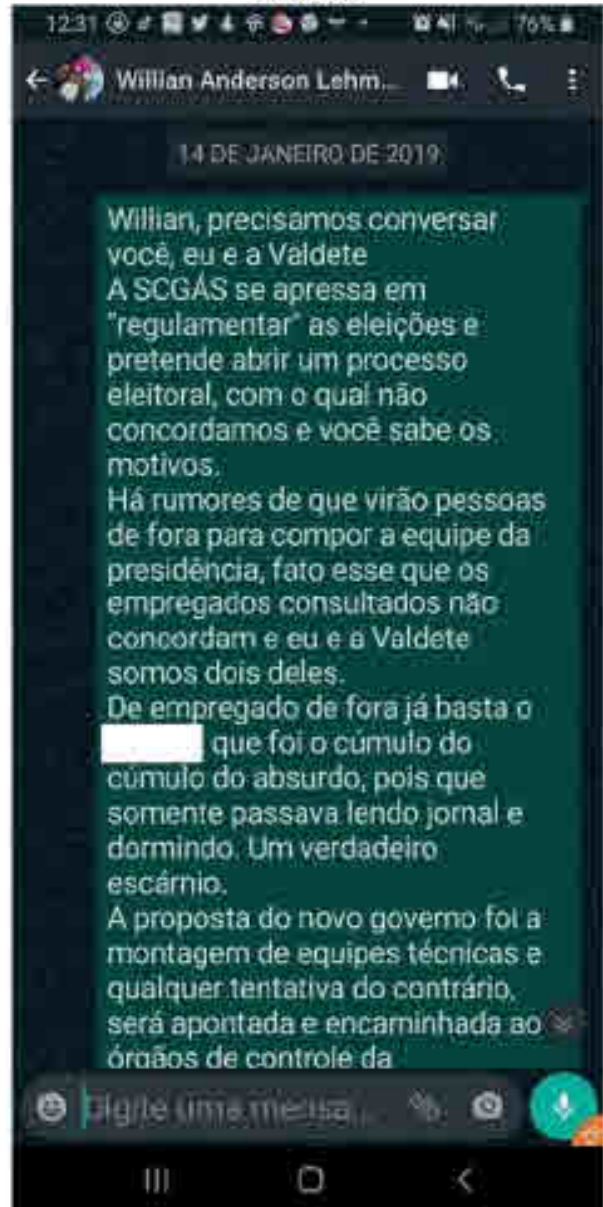 12:31
76%
Willian Anderson Lehm...
14 DE JANEIRO DE 2019
Willian, precisamos conversar
você, eu e a Valdete
A SCGÁS se apressa em
"regulamentar" as eleições e
pretende abrir um processo
eleitoral, com o qual não
concordamos e você sabe os
motivos.
Há rumores de que virão pessoas
de fora para compor a equipe da
presidência, fato esse que os
empregados consultados não
concordam e eu e a Valdete
somos dois deles.
De empregado de fora já basta o
que foi o cúmulo do
cúmulo do absurdo, pois que
somente passava lendo jornal e
dormindo. Um verdadeiro
escárnio.
A proposta do novo governo foi a
montagem de equipes técnicas e
qualquer tentativa do contrário,
será apontada e encaminhada ao
órgãos de controle da
Digite uma mensa...